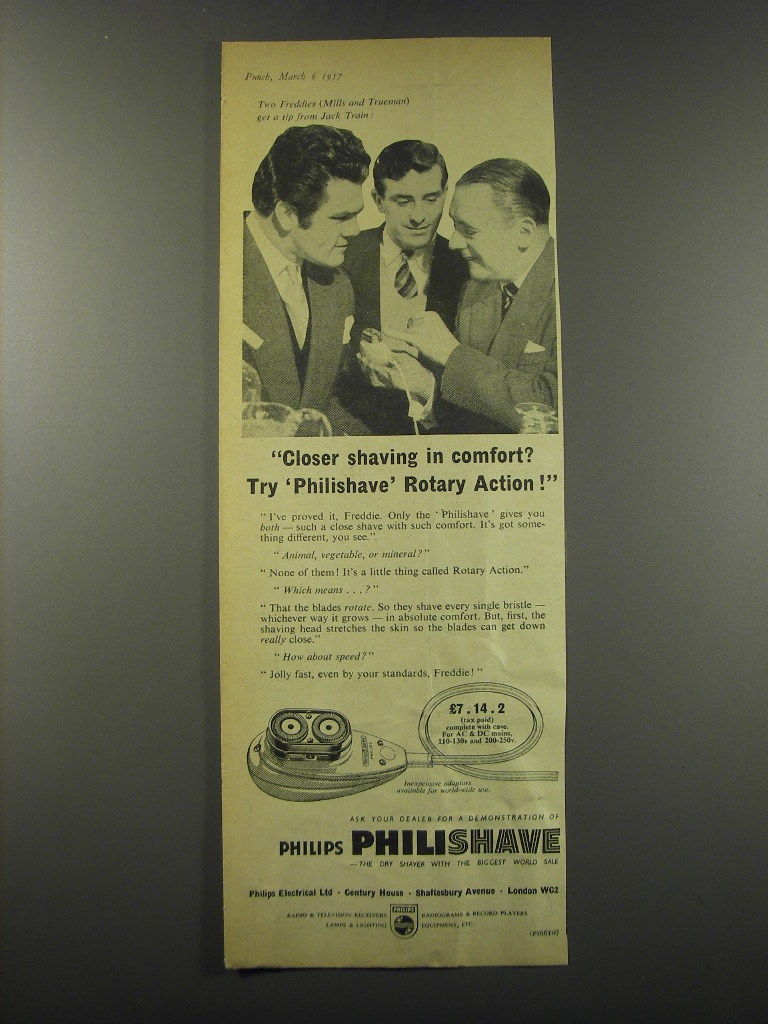 Punch, March 6 1957
Two Freddies (Mills and Trueman)
get a tip from Jack Train:
"Closer shaving in comfort?
Try 'Philishave' Rotary Action!"
"I've proved it, Freddie. Only the 'Philishave' gives you
both — such a close shave with such comfort. It's got some-
thing different, you see."
"Animal, vegetable, or mineral?"
"None of them! It's a little thing called Rotary Action."
"Which means . . . ?"
"That the blades rotate. So they shave every single bristle —
whichever way it grows — in absolute comfort. But, first, the
shaving head stretches the skin so the blades can get down
really close."
"How about speed?"
"Jolly fast, even by your standards, Freddie!"
£7.14.2
(tax paid)
complete with case.
For AC & DC mains,
110-130v and 200-250v.
Inexpensive adaptors
available for world-wide use.
ASK YOUR DEALER FOR A DEMONSTRATION OF
PHILIPS PHILISHAVE
—THE DRY SHAVER WITH THE BIGGEST WORLD SALE
Philips Electrical Ltd · Century House · Shaftesbury Avenue · London WC2
RADIO & TELEVISION RECEIVERS
LAMPS & LIGHTING
PHILIPS
RADIOGRAMS & RECORD PLAYERS
EQUIPMENT, ETC.